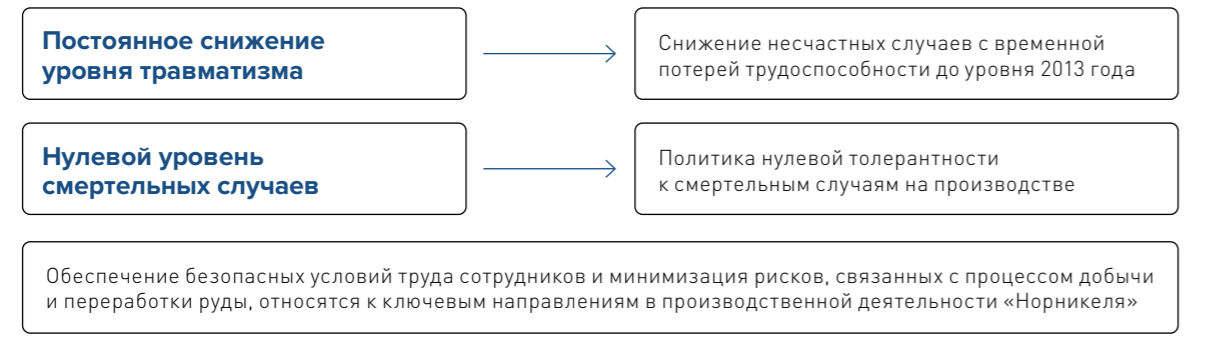 Постоянное снижение
уровня травматизма
Снижение несчастных случаев с временной
потерей трудоспособности до уровня 2013 года
Нулевой уровень
смертельных случаев
Политика нулевой толерантности
к смертельным случаям на производстве
Обеспечение безопасных условий труда сотрудников и минимизация рисков, связанных с процессом добычи
и переработки руды, относятся к ключевым направлениям в производственной деятельности «Норникеля»